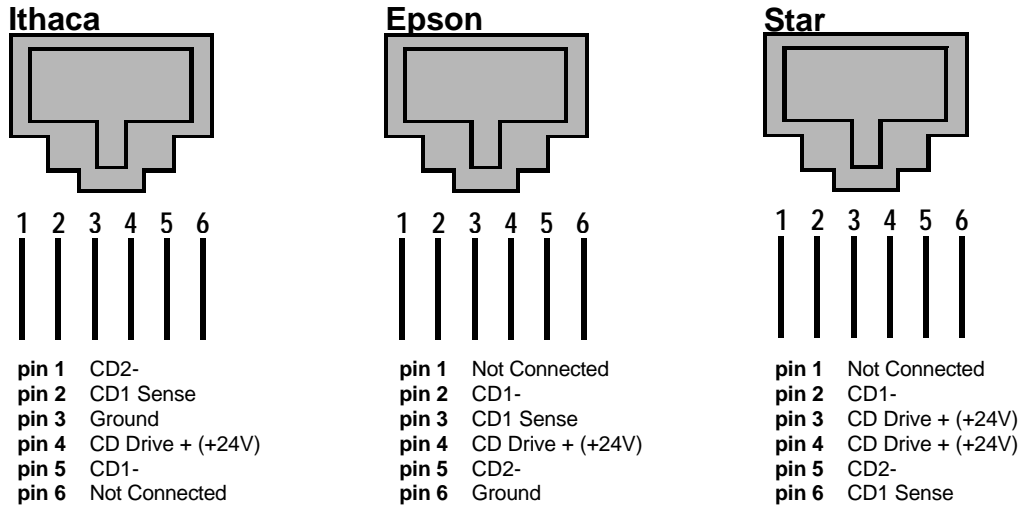 Ithaca
1 2 3 4 5 6
pin 1 CD2-
pin 2 CD1 Sense
pin 3 Ground
pin 4 CD Drive + (+24V)
pin 5 CD1-
pin 6 Not Connected
Epson
1 2 3 4 5 6
pin 1 Not Connected
pin 2 CD1-
pin 3 CD1 Sense
pin 4 CD Drive + (+24V)
pin 5 CD2-
pin 6 Ground
Star
1 2 3 4 5 6
pin 1 Not Connected
pin 2 CD1-
pin 3 CD Drive + (+24V)
pin 4 CD Drive + (+24V)
pin 5 CD2-
pin 6 CD1 Sense